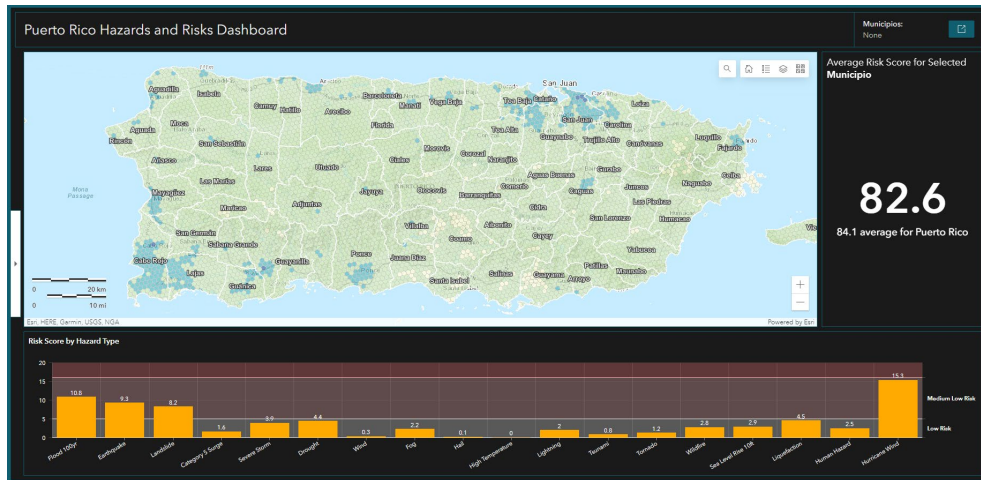 Puerto Rico Hazards and Risks Dashboard
Municipios:
None
Average Risk Score for Selected
Municipio
82.6
84.1 average for Puerto Rico
San Juan
Aguadilla
Isabela
Camuy
Hatillo
Arecibo
Barceloneta
Manati
Vega Baja
Toa Baja
Cataño
Loiza
Moca
Aguada
Rincón
San Sebastián
Florida
Toa Alta
San Juan
Carolina
Guaynabo
Trujillo Alto
Canóvanas
Luquillo
Fajardo
Añasco
Lares
Utuado
Ciales
Morovis
Corozal
Naranjito
Aguas Buenas
Gurabo
Ceiba
Mona
Passage
Mayagüez
Las Marias
Jayuya
Orocovis
Barranquitas
Comerio
Caguas
Juncos
Naguabo
Maricao
Adjuntas
Cidra
Las Piedras
San Lorenzo
Humacao
San Germán
Sabana Grande
Villalba
Aibonito
Coamo
Cayey
Yabucoa
Cabo Rojo
Lajas
Guayanilla
Ponce
Juana Díaz
Patillas
Maunabo
Guánica
Santa Isabel
Salinas
Guayama
Arroyo
Vie
0 20 km
0 10 mi
Esri, HERE, Garmin, USGS, NGA
Powered by Esri
Risk Score by Hazard Type
20
15
10
5
0
10.8
9.3
8.2
1.6
3.9
4.4
0.3
2.2
0.1
0
2
0.8
1.2
2.8
2.9
4.5
2.5
15.3
Medium Low Risk
Low Risk
Flood 100yr
Earthquake
Landslide
Category 5 Surge
Severe Storm
Drought
Wind
Fog
Hail
High Temperature
Lightning
Tsunami
Tornado
Wildfire
Sea Level Rise 10ft
Liquefaction
Human Hazard
Hurricane Wind